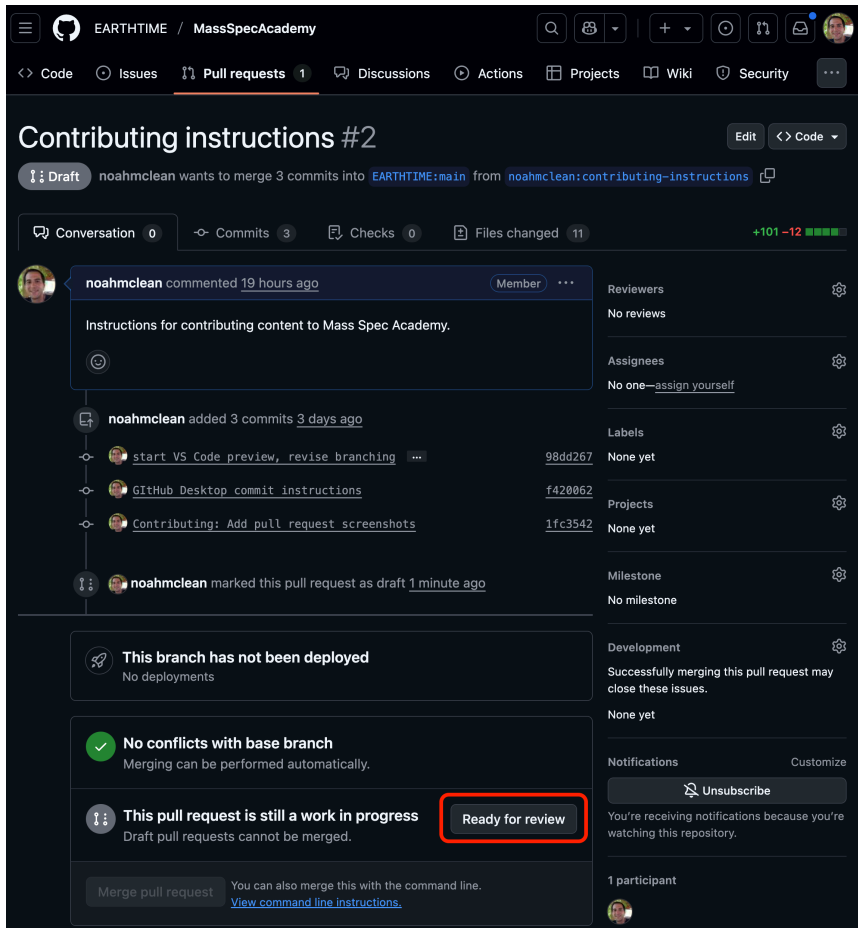 EARTHTIME / MassSpecAcademy
Code Issues Pull requests 1 Discussions Actions Projects Wiki Security
Contributing instructions #2
Edit
Code
Draft
noahmclean wants to merge 3 commits into EARTHTIME:main from noahmclean:contributing-instructions
Conversation 0
Commits 3
Checks 0
Files changed 11
+101 −12
noahmclean commented 19 hours ago
Member
Instructions for contributing content to Mass Spec Academy.
noahmclean added 3 commits 3 days ago
start VS Code preview, revise branching … 98dd267
GItHub Desktop commit instructions f420062
Contributing: Add pull request screenshots 1fc3542
noahmclean marked this pull request as draft 1 minute ago
This branch has not been deployed
No deployments
No conflicts with base branch
Merging can be performed automatically.
This pull request is still a work in progress
Draft pull requests cannot be merged.
Ready for review
Merge pull request
You can also merge this with the command line.
View command line instructions.
Reviewers
No reviews
Assignees
No one—assign yourself
Labels
None yet
Projects
None yet
Milestone
No milestone
Development
Successfully merging this pull request may
close these issues.
None yet
Notifications
Customize
Unsubscribe
You're receiving notifications because you're
watching this repository.
1 participant